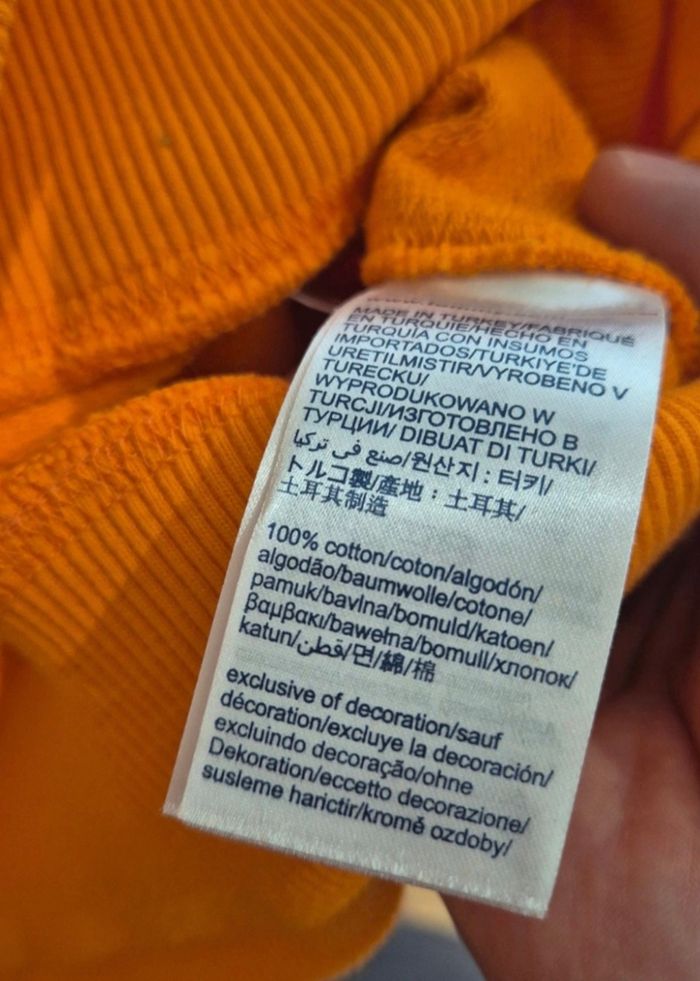 MADE IN TURKEY/FABRIQUÉ
EN TURQUIE/HECHO EN
TURQUÍA CON INSUMOS
IMPORTADOS/TURKIYE'DE
URETILMISTIR/VYROBENO V
TURECKU/
WYPRODUKOWANO W
TURCJI/ИЗГОТОВЛЕНО В
ТУРЦИИ/ DIBUAT DI TURKI/
صنع في تركيا/원산지 : 터키/
トルコ製/產地 : 土耳其/
土耳其制造
100% cotton/coton/algodón/
algodão/baumwolle/cotone/
pamuk/bavlna/bomuld/katoen/
βαμβακι/bawełna/bomull/хлопок/
katun/قطن/면/綿/棉
exclusive of decoration/sauf
décoration/excluye la decoración/
excluindo decoração/ohne
Dekoration/eccetto decorazione/
susleme harictir/kromě ozdoby/